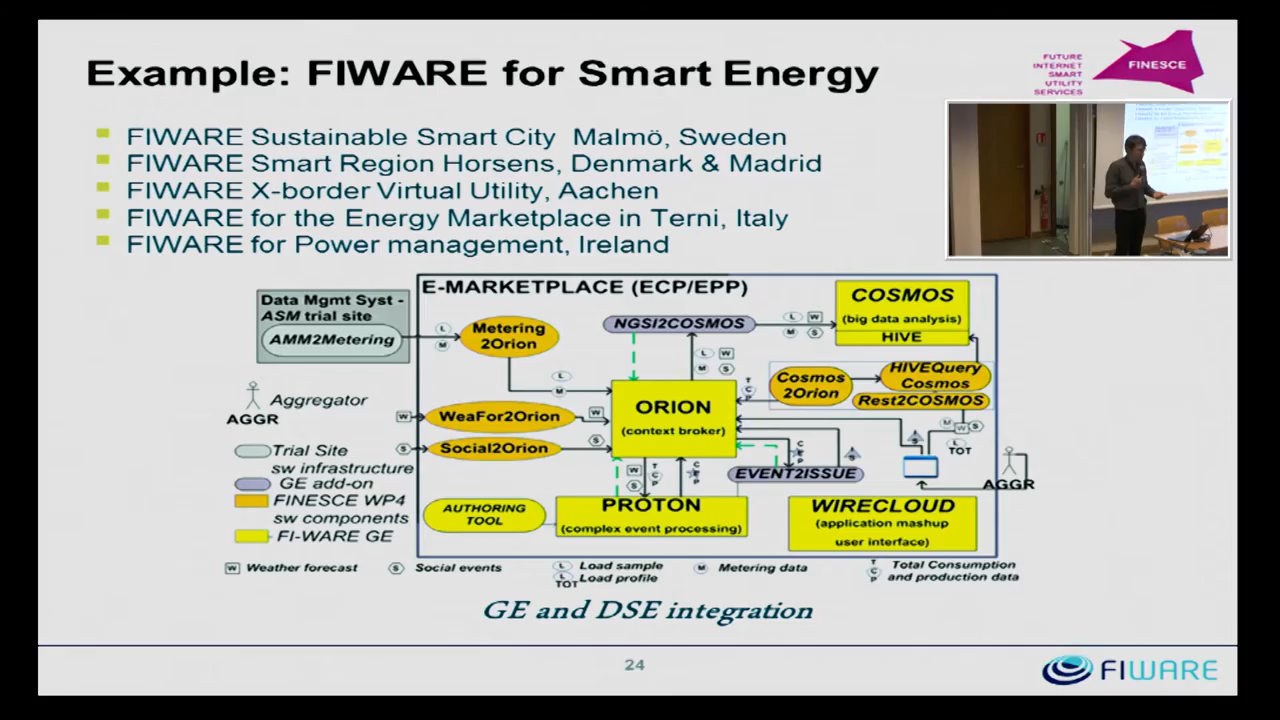 Example: FIWARE for Smart Energy
FUTURE
INTERNET
SMART
UTILITY
SERVICES
FINESCE
FIWARE Sustainable Smart City Malmö, Sweden
FIWARE Smart Region Horsens, Denmark & Madrid
FIWARE X-border Virtual Utility, Aachen
FIWARE for the Energy Marketplace in Terni, Italy
FIWARE for Power management, Ireland
E-MARKETPLACE (ECP/EPP)
Data Mgmt Syst -
ASM trial site
AMM2Metering
L
M
Metering
2Orion
L
M
NGSI2COSMOS
L W
M S
COSMOS
(big data analysis)
HIVE
L W
M S
T
C
P
Cosmos
2Orion
HIVEQuery
Cosmos
Rest2COSMOS
Aggregator
AGGR
W
WeaFor2Orion
W
ORION
(context broker)
M W S
L
TOT
S
Social2Orion
S
AGGR
Trial Site
sw infrastructure
GE add-on
FINESCE WP4
sw components
FI-WARE GE
W
S
T
C
P
EVENT2ISSUE
AUTHORING
TOOL
PROTON
(complex event processing)
WIRECLOUD
(application mashup
user interface)
W Weather forecast
S Social events
L Load sample
L
TOT Load profile
M Metering data
T
C
P
Total Consumption
and production data
GE and DSE integration
24
FIWARE